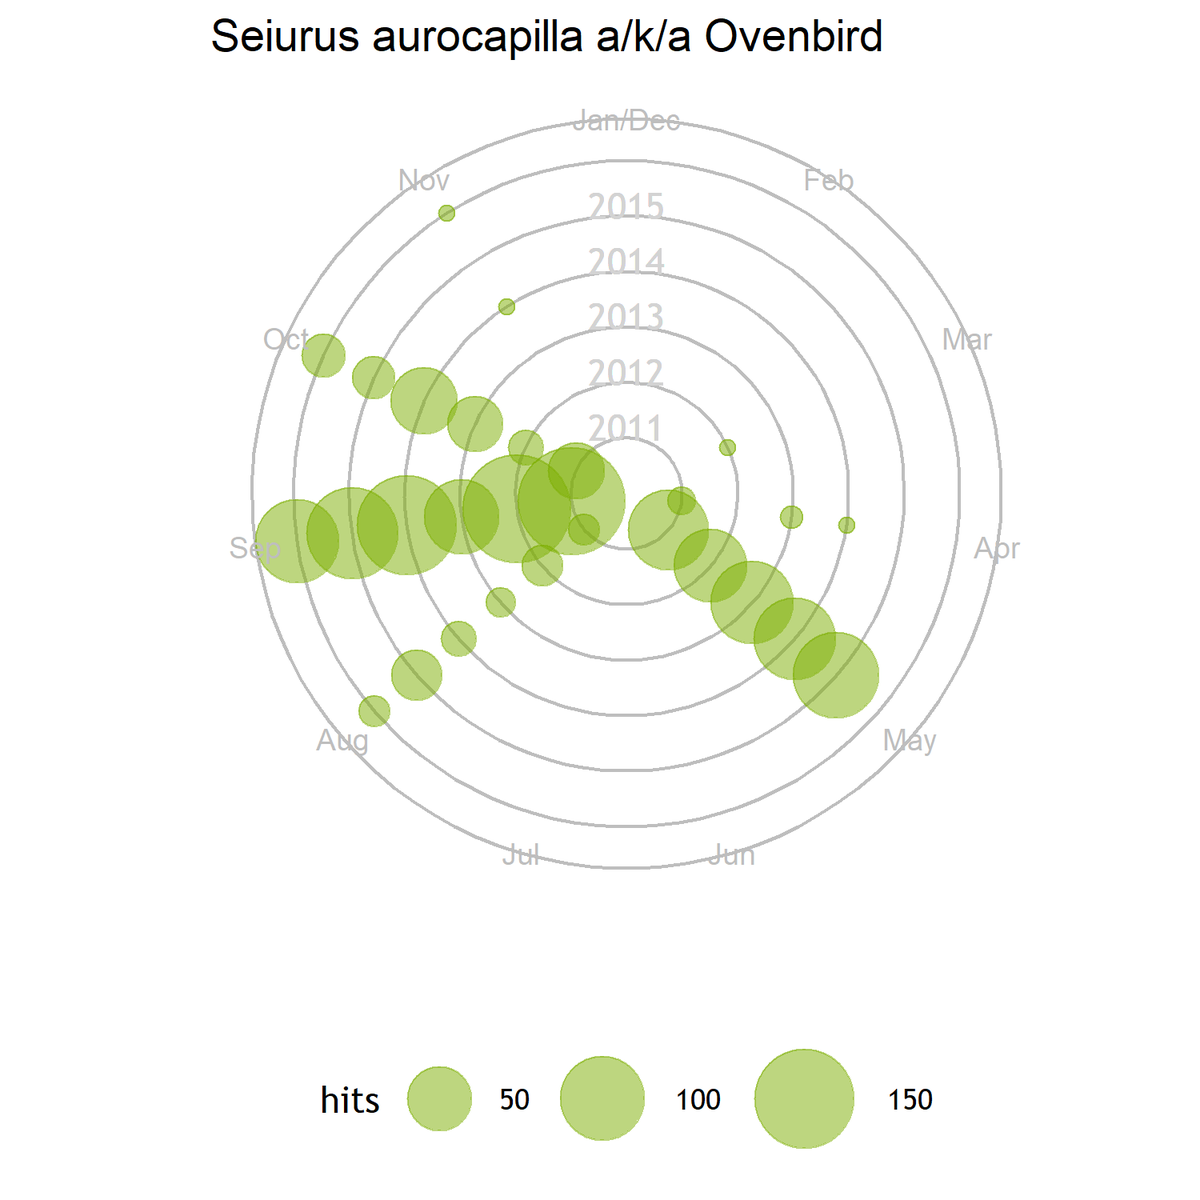 Seiurus aurocapilla a/k/a Ovenbird
Jan/Dec
Nov
Feb
2015
2014
2013
Oct
Mar
2012
2011
Sep
Apr
Aug
May
Jul
Jun
hits 50 100 150